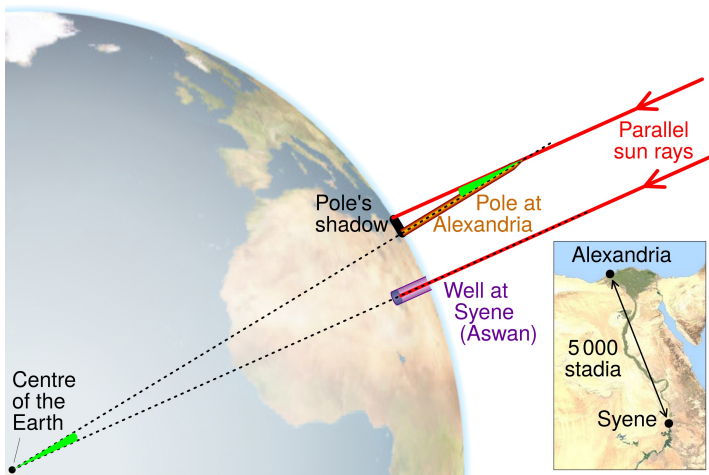 Parallel
sun rays
Pole's
shadow
Pole at
Alexandria
Well at
Syene
(Aswan)
Centre
of the
Earth
Alexandria
5 000
stadia
Syene